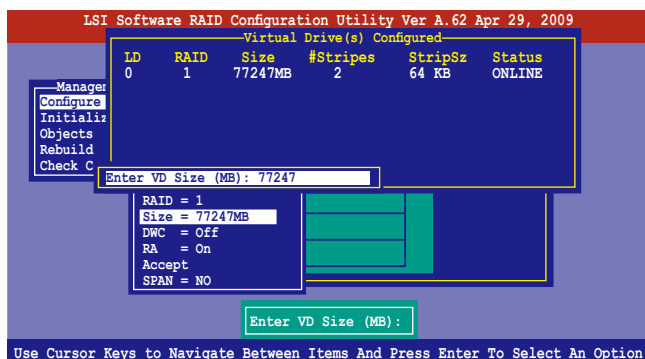 LSI Software RAID Configuration Utility Ver A.62 Apr 29, 2009
Virtual Drive(s) Configured
LD RAID Size #Stripes StripSz Status
0 1 77247MB 2 64 KB ONLINE
Manager
Configure
Initializ
Objects
Rebuild
Check C
Enter VD Size (MB): 77247
RAID = 1
Size = 77247MB
DWC = Off
RA = On
Accept
SPAN = NO
Enter VD Size (MB):
Use Cursor Keys to Navigate Between Items And Press Enter To Select An Option